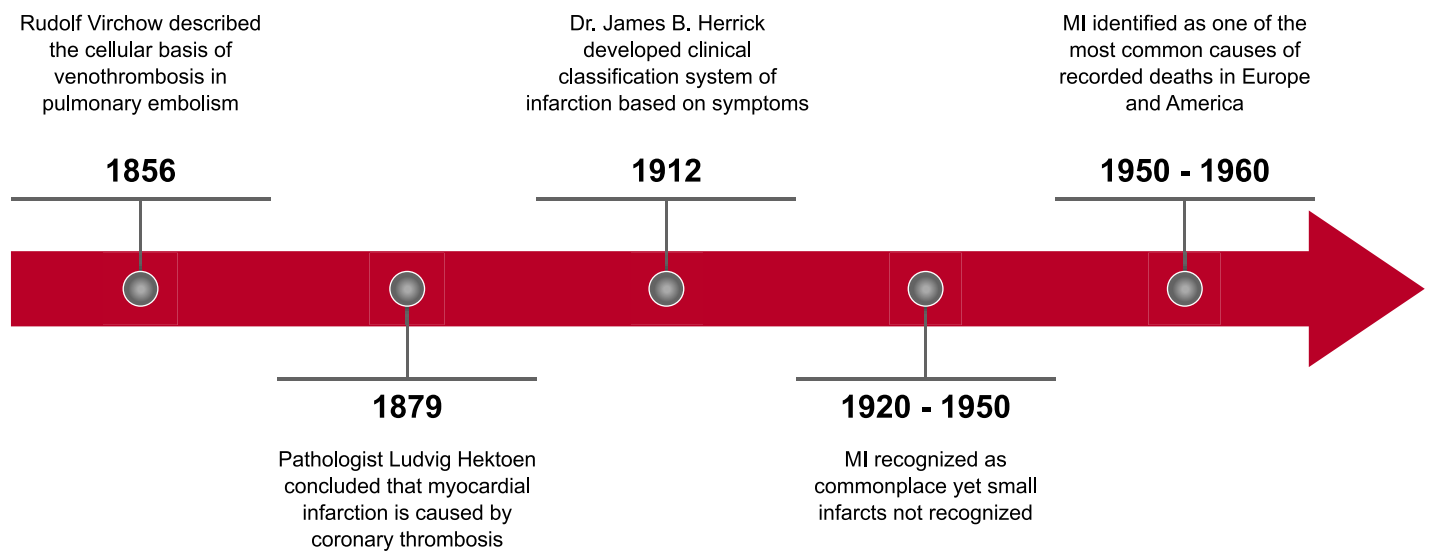 Rudolf Virchow described
the cellular basis of
venothrombosis in
pulmonary embolism
1856
1879
Pathologist Ludvig Hektoen
concluded that myocardial
infarction is caused by
coronary thrombosis
Dr. James B. Herrick
developed clinical
classification system of
infarction based on symptoms
1912
1920 - 1950
MI recognized as
commonplace yet small
infarcts not recognized
MI identified as one of the
most common causes of
recorded deaths in Europe
and America
1950 - 1960